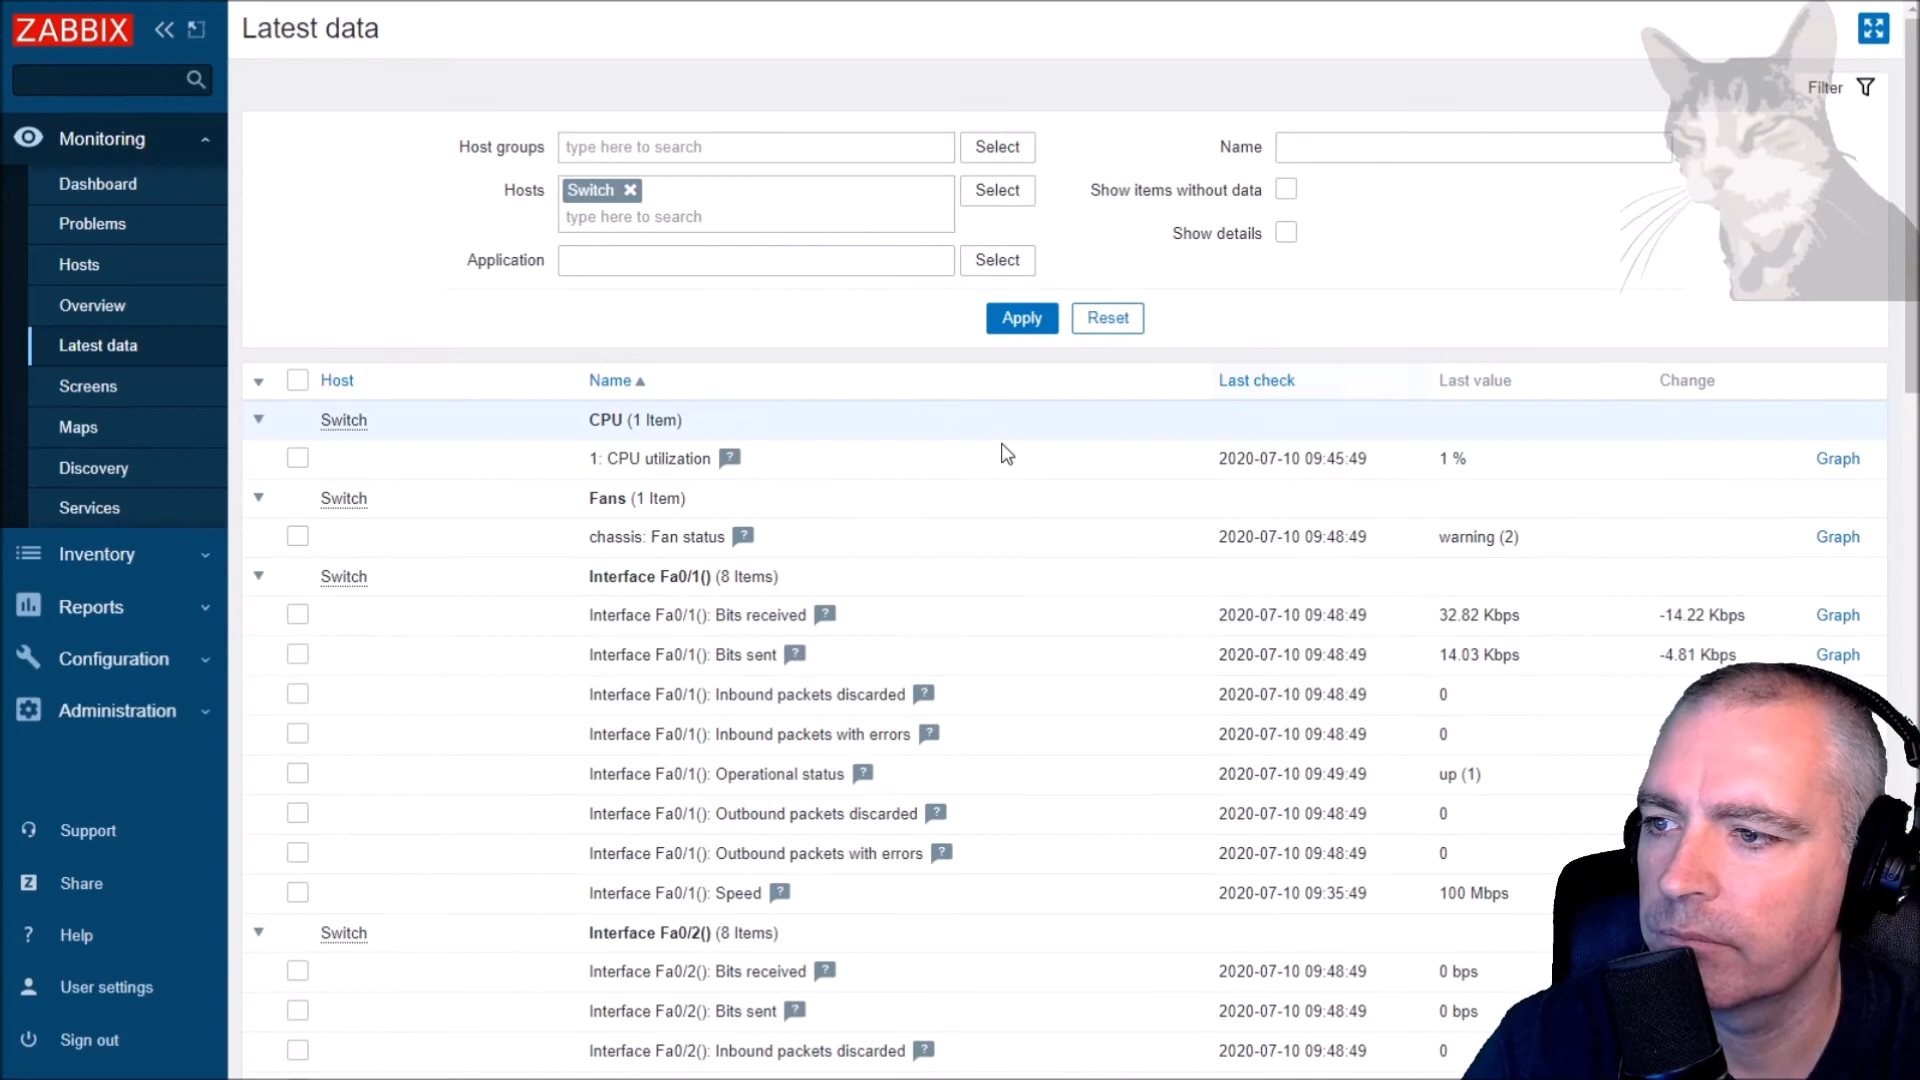 ZABBIX
Latest data
Filter
Monitoring
Dashboard
Problems
Hosts
Overview
Latest data
Screens
Maps
Discovery
Services
Inventory
Reports
Configuration
Administration
Support
Share
Help
User settings
Sign out
Host groups type here to search Select
Hosts Switch type here to search Select
Application Select
Name
Show items without data
Show details
Apply Reset
Host Name Last check Last value Change
Switch CPU (1 Item)
1: CPU utilization ? 2020-07-10 09:45:49 1 % Graph
Switch Fans (1 Item)
chassis: Fan status ? 2020-07-10 09:48:49 warning (2) Graph
Switch Interface Fa0/1() (8 Items)
Interface Fa0/1(): Bits received ? 2020-07-10 09:48:49 32.82 Kbps -14.22 Kbps Graph
Interface Fa0/1(): Bits sent ? 2020-07-10 09:48:49 14.03 Kbps -4.81 Kbps Graph
Interface Fa0/1(): Inbound packets discarded ? 2020-07-10 09:48:49 0
Interface Fa0/1(): Inbound packets with errors ? 2020-07-10 09:48:49 0
Interface Fa0/1(): Operational status ? 2020-07-10 09:49:49 up (1)
Interface Fa0/1(): Outbound packets discarded ? 2020-07-10 09:48:49 0
Interface Fa0/1(): Outbound packets with errors ? 2020-07-10 09:48:49 0
Interface Fa0/1(): Speed ? 2020-07-10 09:35:49 100 Mbps
Switch Interface Fa0/2() (8 Items)
Interface Fa0/2(): Bits received ? 2020-07-10 09:48:49 0 bps
Interface Fa0/2(): Bits sent ? 2020-07-10 09:48:49 0 bps
Interface Fa0/2(): Inbound packets discarded ? 2020-07-10 09:48:49 0